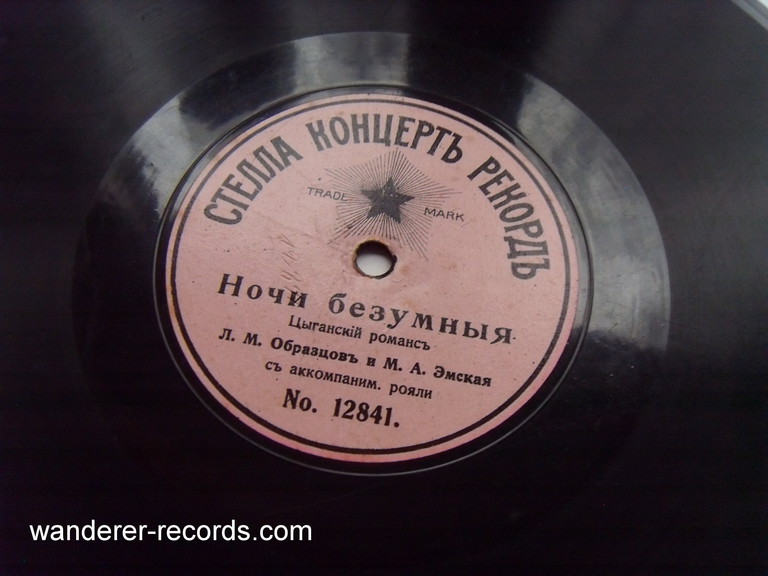 СТЕЛЛА КОНЦЕРТЪ РЕКОРДЪ
TRADE MARK
Ночи безумныя.
Цыганскій романсъ
Л. М. Образцовъ и М. А. Эмская
съ аккомпаним. рояли
No. 12841.
wanderer-records.com